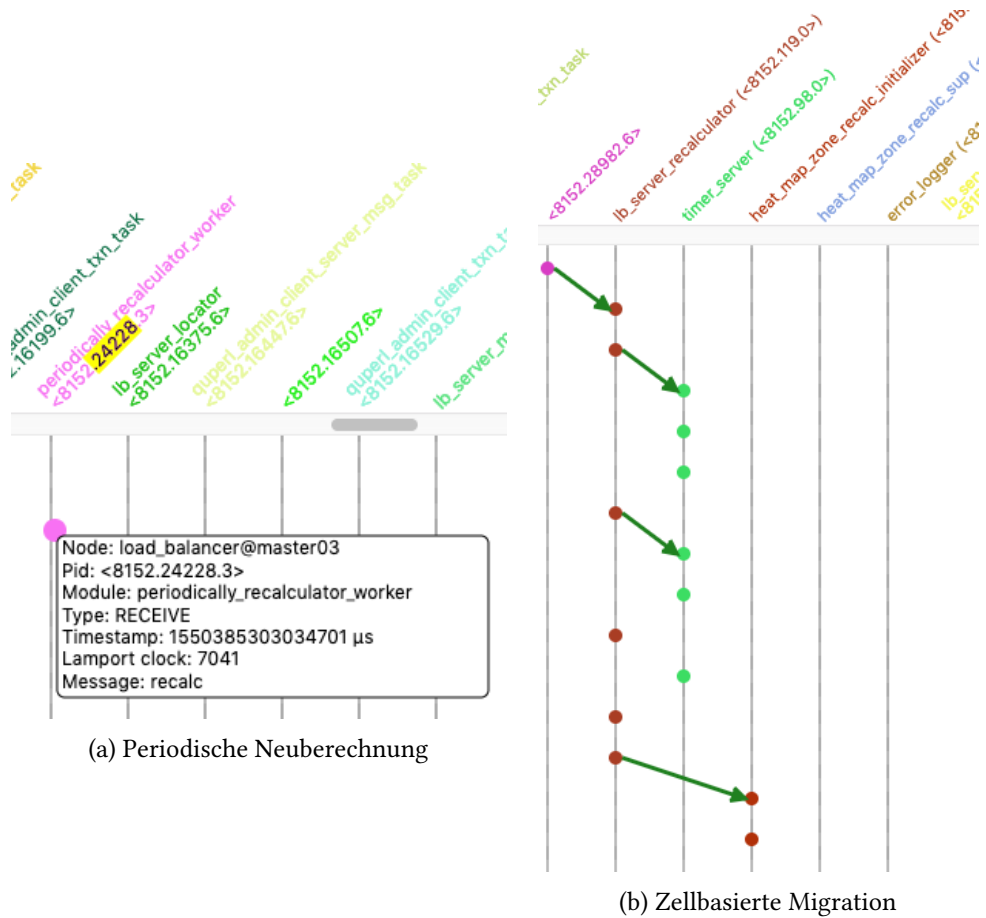 _task
admin_client_txn_task
.16199.6>
periodically_recalculator_worker
<8152.24228.3>
lb_server_locator
<8152.16375.6>
quperl_admin_client_server_msg_task
<8152.16447.6>
<8152.16507.6>
quperl_admin_client_txn_t
<8152.16529.6>
lb_server_m
Node: load_balancer@master03
Pid: <8152.24228.3>
Module: periodically_recalculator_worker
Type: RECEIVE
Timestamp: 1550385303034701 µs
Lamport clock: 7041
Message: recalc
(a) Periodische Neuberechnung
_txn_task
<8152.28982.6>
lb_server_recalculator (<8152.119.0>)
timer_server (<8152.98.0>)
heat_map_zone_recalc_initializer (<815
heat_map_zone_recalc_sup (<
error_logger (<8
lb_serv
<815
(b) Zellbasierte Migration